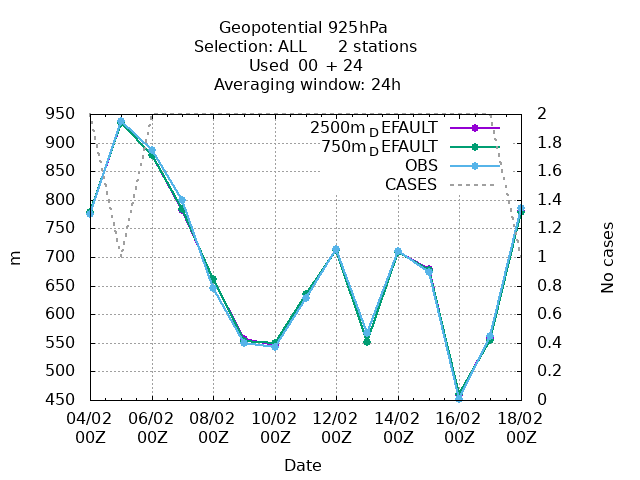 Geopotential 925hPa
Selection: ALL      2 stations
Used  00 + 24
Averaging window: 24h
950 2
900 1.8
850 1.6
800 1.4
750 1.2
700 1
650 0.8
600 0.6
550 0.4
500 0.2
450 0
2500m_DEFAULT
750m_DEFAULT
OBS
CASES
m
No cases
04/02 06/02 08/02 10/02 12/02 14/02 16/02 18/02
00Z 00Z 00Z 00Z 00Z 00Z 00Z 00Z
Date